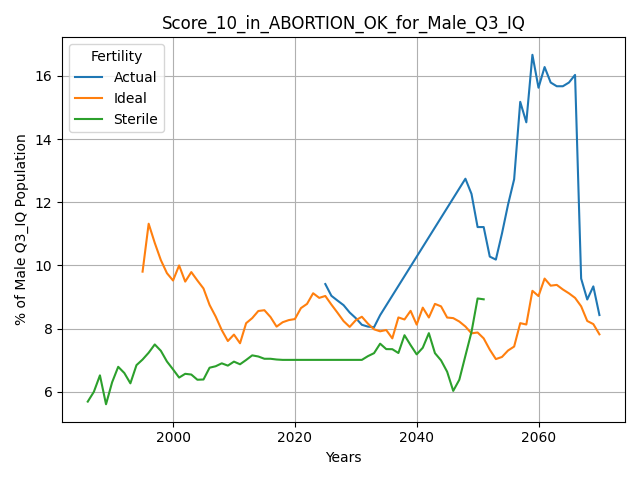 Score_10_in_ABORTION_OK_for_Male_Q3_IQ
Fertility
Actual
Ideal
Sterile
% of Male Q3_IQ Population
16
14
12
10
8
6
2000
2020
2040
2060
Years